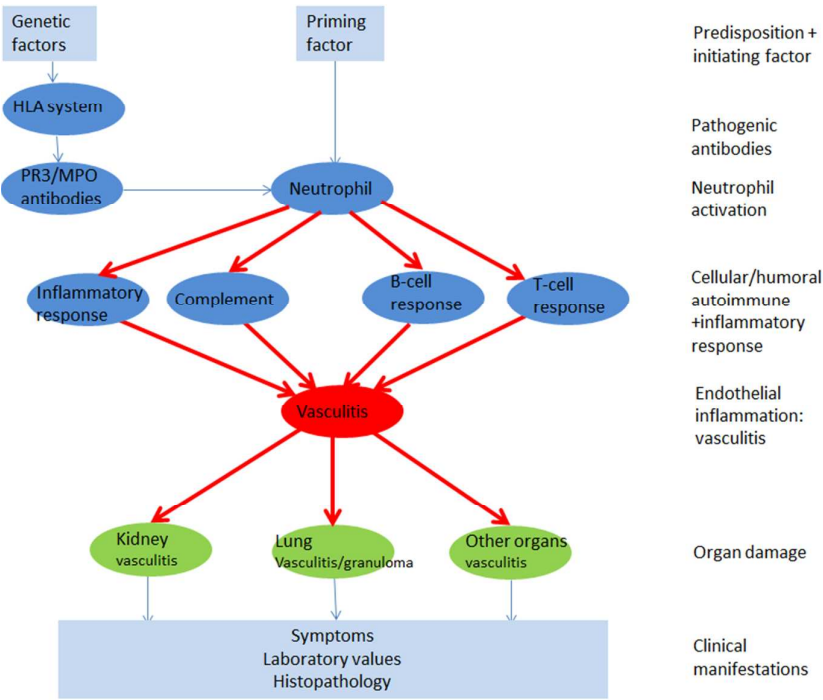 Genetic
factors
Priming
factor
Predisposition +
initiating factor
HLA system
Pathogenic
antibodies
PR3/MPO
antibodies
Neutrophil
Neutrophil
activation
Inflammatory
response
Complement
B-cell
response
T-cell
response
Cellular/humoral
autoimmune
+inflammatory
response
Vasculitis
Endothelial
inflammation:
vasculitis
Kidney
vasculitis
Lung
Vasculitis/granuloma
Other organs
vasculitis
Organ damage
Symptoms
Laboratory values
Histopathology
Clinical
manifestations